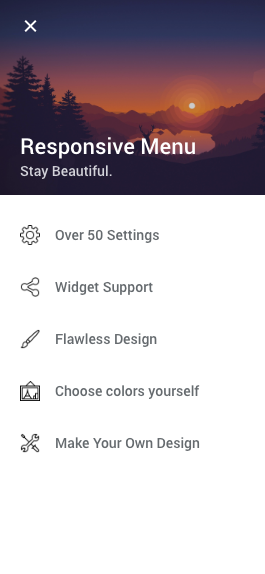 Responsive Menu
Stay Beautiful.
Over 50 Settings
Widget Support
Flawless Design
Choose colors yourself
Make Your Own Design